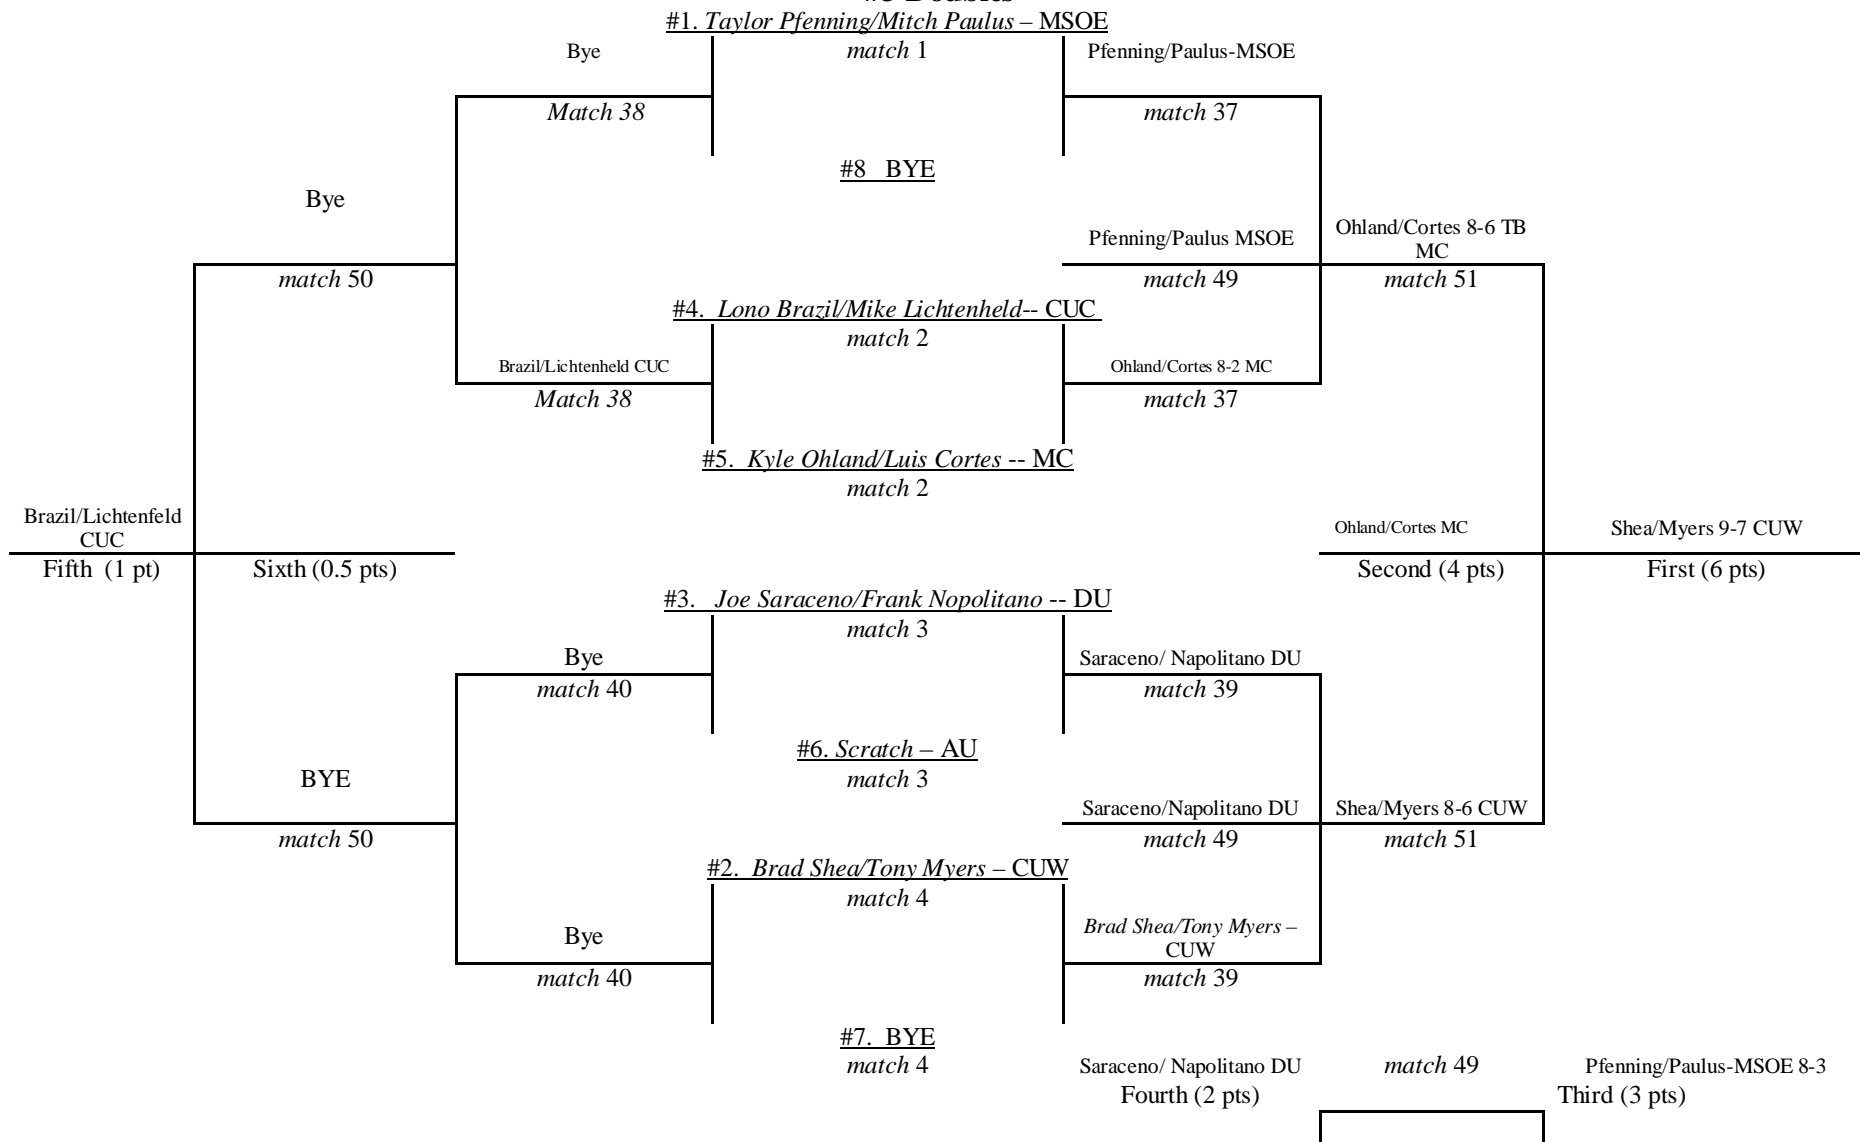 #1. Taylor Pfenning/Mitch Paulus – MSOE
Bye
match 1
Pfenning/Paulus-MSOE
Match 38
match 37
#8 BYE
Bye
Pfenning/Paulus MSOE
Ohland/Cortes 8-6 TB
MC
match 50
match 49
match 51
#4. Lono Brazil/Mike Lichtenheld-- CUC
match 2
Brazil/Lichtenheld CUC
Ohland/Cortes 8-2 MC
Match 38
match 37
#5. Kyle Ohland/Luis Cortes -- MC
match 2
Brazil/Lichtenfeld
CUC
Ohland/Cortes MC
Shea/Myers 9-7 CUW
Fifth (1 pt)
Sixth (0.5 pts)
Second (4 pts)
First (6 pts)
#3. Joe Saraceno/Frank Nopolitano -- DU
match 3
Bye
Saraceno/ Napolitano DU
match 40
match 39
#6. Scratch – AU
match 3
BYE
Saraceno/Napolitano DU
Shea/Myers 8-6 CUW
match 50
match 49
match 51
#2. Brad Shea/Tony Myers – CUW
match 4
Bye
Brad Shea/Tony Myers –
CUW
match 40
match 39
#7. BYE
match 4
Saraceno/ Napolitano DU
match 49
Pfenning/Paulus-MSOE 8-3
Fourth (2 pts)
Third (3 pts)